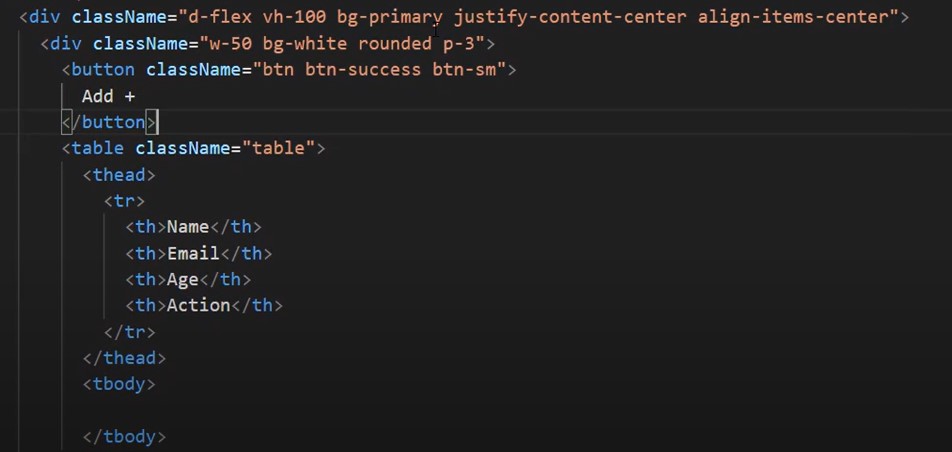 <div className="d-flex vh-100 bg-primary justify-content-center align-items-center">
<div className="w-50 bg-white rounded p-3">
<button className="btn btn-success btn-sm">
Add +
</button>
<table className="table">
<thead>
<tr>
<th>Name</th>
<th>Email</th>
<th>Age</th>
<th>Action</th>
</tr>
</thead>
<tbody>
</tbody>